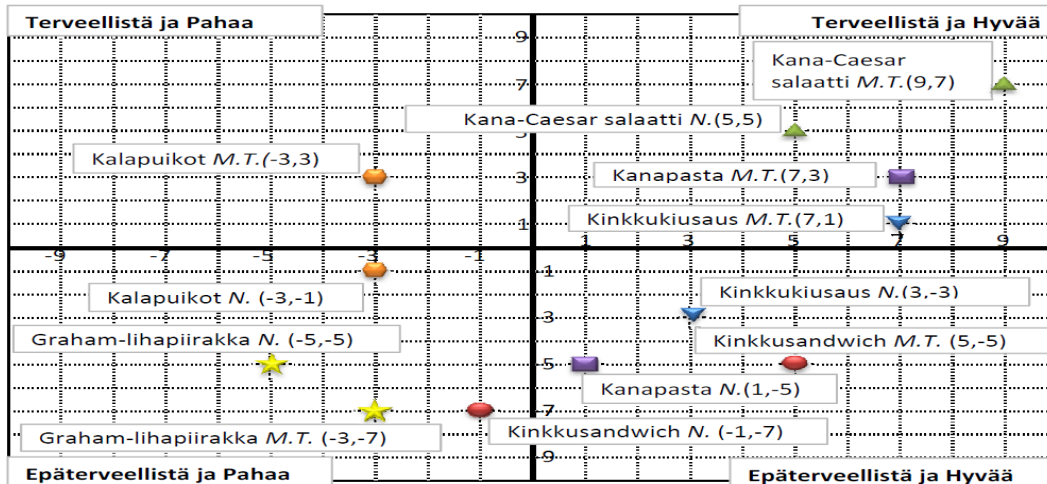 Terveellistä ja Pahaa
Terveellistä ja Hyvää
9
Kana-Caesar
salaatti M.T.(9,7)
7
Kana-Caesar salaatti N.(5,5)
5
Kalapuikot M.T.(-3,3)
3
Kanapasta M.T.(7,3)
Kinkkukiusaus M.T.(7,1)
1
-9 -7 -5 -3 -1 1 3 5 7 9
-1
Kalapuikot N. (-3,-1)
Kinkkukiusaus N.(3,-3)
-3
Graham-lihapiirakka N. (-5,-5)
Kinkkusandwich M.T. (5,-5)
-5
Kanapasta N.(1,-5)
-7
Graham-lihapiirakka M.T. (-3,-7)
Kinkkusandwich N. (-1,-7)
-9
Epäterveellistä ja Pahaa
Epäterveellistä ja Hyvää